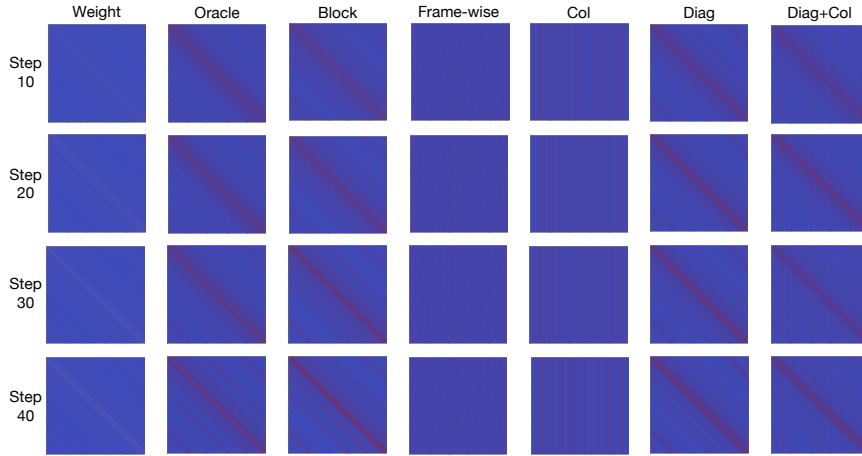 Weight Oracle Block Frame-wise Col Diag Diag+Col
Step
10
Step
20
Step
30
Step
40